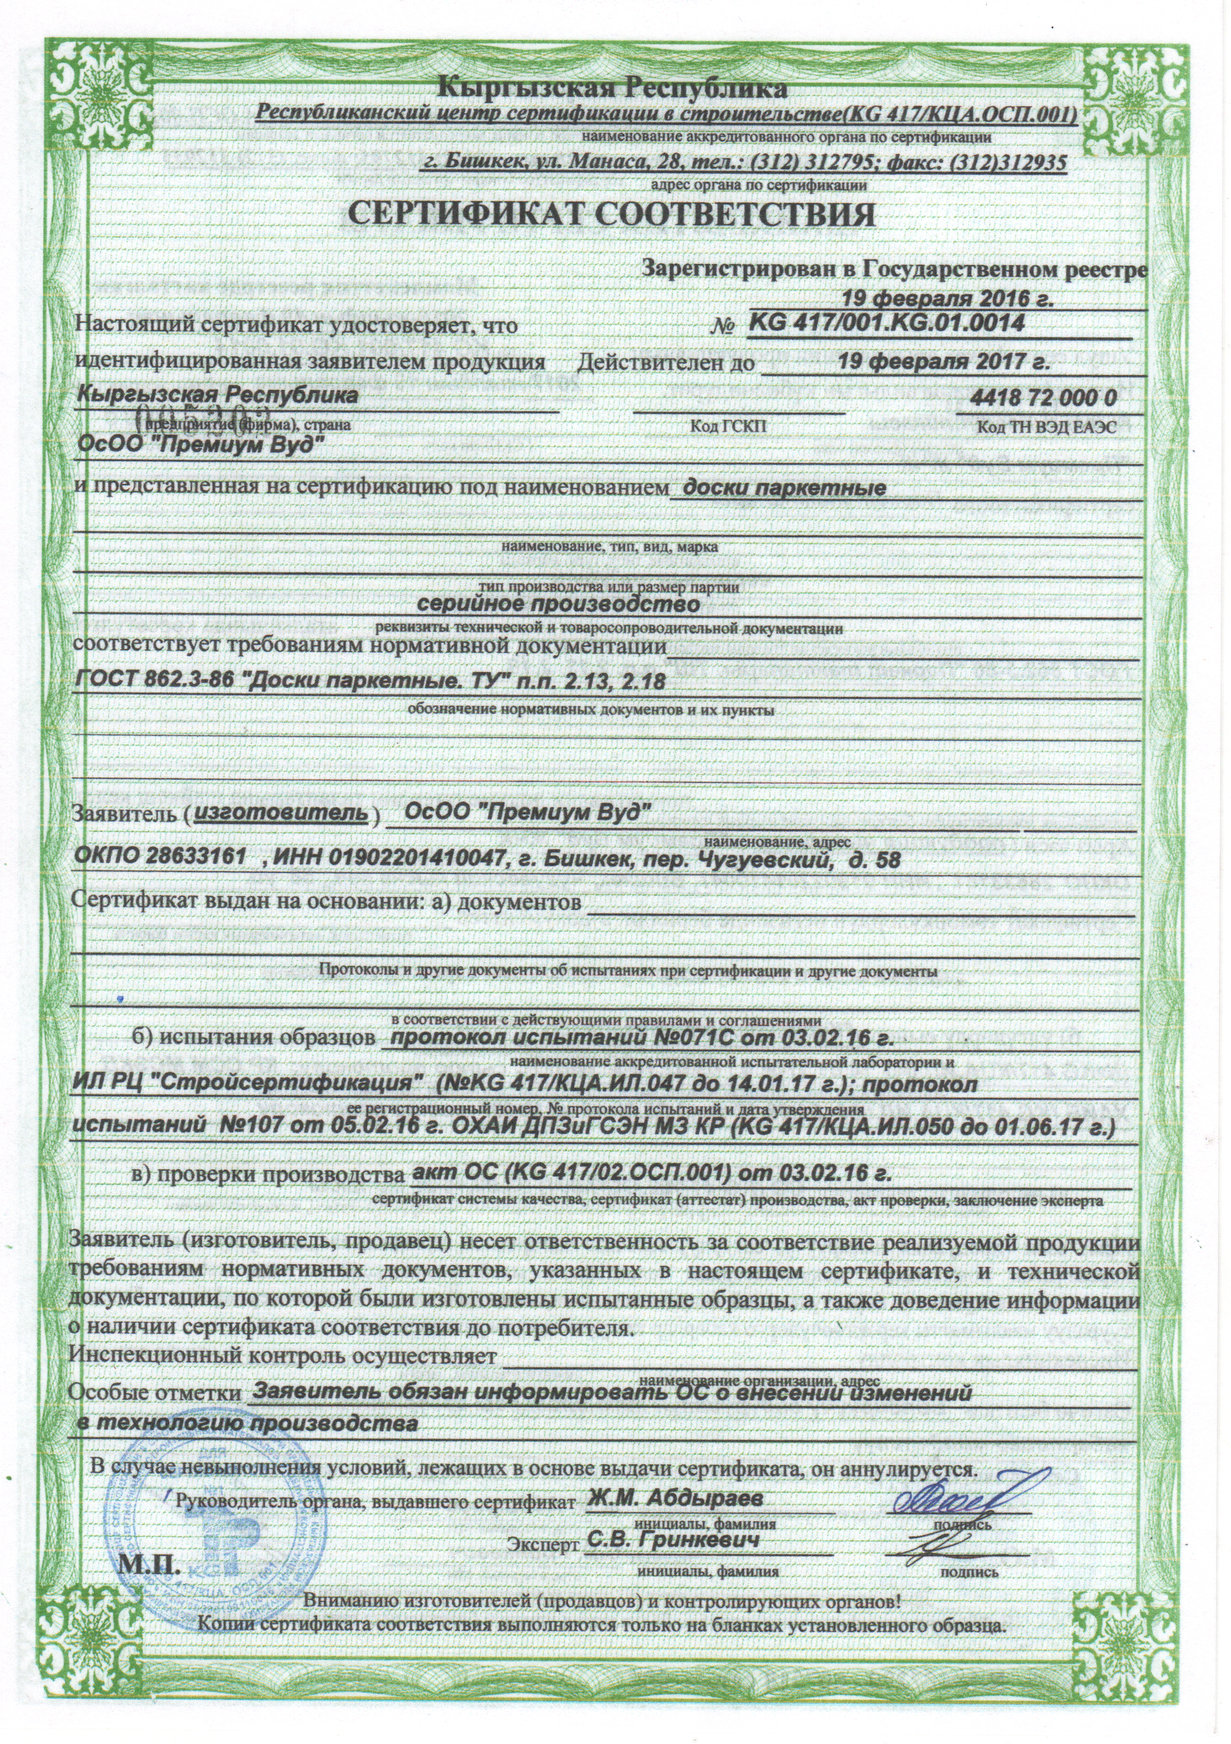 Кыргызская Республика
Республиканский центр сертификации в строительстве(KG 417/КЦА.ОСП.001)
наименование аккредитованного органа по сертификации
г. Бишкек, ул. Манаса, 28, тел.: (312) 312795; факс: (312)312935
адрес органа по сертификации
СЕРТИФИКАТ СООТВЕТСТВИЯ
Зарегистрирован в Государственном реестре
19 февраля 2016 г.
Настоящий сертификат удостоверяет, что № KG 417/001.KG.01.0014
идентифицированная заявителем продукция Действителен до 19 февраля 2017 г.
Кыргызская Республика 4418 72 000 0
предприятие (фирма), страна Код ГСКП Код ТН ВЭД ЕАЭС
ОсОО "Премиум Вуд"
и представленная на сертификацию под наименованием доски паркетные
наименование, тип, вид, марка
тип производства или размер партии
серийное производство
реквизиты технической и товаросопроводительной документации
соответствует требованиям нормативной документации
ГОСТ 862.3-86 "Доски паркетные. ТУ" п.п. 2.13, 2.18
обозначение нормативных документов и их пункты
Заявитель (изготовитель) ОсОО "Премиум Вуд"
наименование, адрес
ОКПО 28633161 , ИНН 01902201410047, г. Бишкек, пер. Чугуевский, д. 58
Сертификат выдан на основании: а) документов
Протоколы и другие документы об испытаниях при сертификации и другие документы
в соответствии с действующими правилами и соглашениями
б) испытания образцов протокол испытаний №071С от 03.02.16 г.
наименование аккредитованной испытательной лаборатории и
ИЛ РЦ "Стройсертификация" (№KG 417/КЦА.ИЛ.047 до 14.01.17 г.); протокол
ее регистрационный номер, № протокола испытаний и дата утверждения
испытаний №107 от 05.02.16 г. ОХАИ ДПЗиГСЭН МЗ КР (KG 417/КЦА.ИЛ.050 до 01.06.17 г.)
в) проверки производства акт ОС (KG 417/02.ОСП.001) от 03.02.16 г.
сертификат системы качества, сертификат (аттестат) производства, акт проверки, заключение эксперта
Заявитель (изготовитель, продавец) несет ответственность за соответствие реализуемой продукции
требованиям нормативных документов, указанных в настоящем сертификате, и технической
документации, по которой были изготовлены испытанные образцы, а также доведение информации
о наличии сертификата соответствия до потребителя.
Инспекционный контроль осуществляет
наименование организации, адрес
Особые отметки Заявитель обязан информировать ОС о внесении изменений
в технологию производства
В случае невыполнения условий, лежащих в основе выдачи сертификата, он аннулируется.
Руководитель органа, выдавшего сертификат Ж.М. Абдыраев
инициалы, фамилия подпись
Эксперт С.В. Гринкевич
М.П.
инициалы, фамилия подпись
Вниманию изготовителей (продавцов) и контролирующих органов!
Копии сертификата соответствия выполняются только на бланках установленного образца.